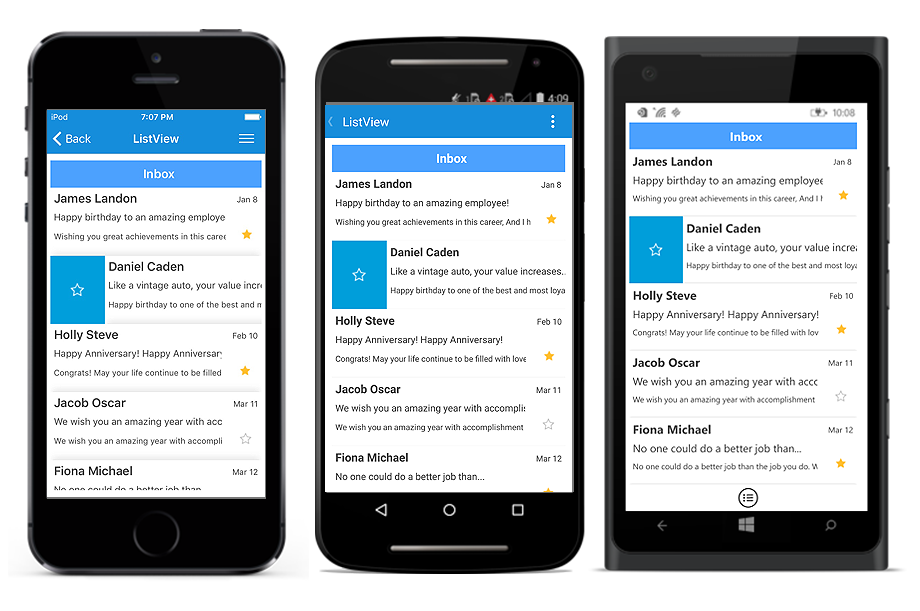 iPod 7:07 PM
Back ListView
Inbox
James Landon Jan 8
Happy birthday to an amazing employe
Wishing you great achievements in this caree
Daniel Caden
Like a vintage auto, your value incre
Happy birthday to one of the best and m
Holly Steve Feb 10
Happy Anniversary! Happy Anniversary
Congrats! May your life continue to be filled
Jacob Oscar Mar 11
We wish you an amazing year with acc
We wish you an amazing year with accompli
Fiona Michael Mar 12
No one could do a better job than
4:09
ListView
Inbox
James Landon Jan 8
Happy birthday to an amazing employee!
Wishing you great achievements in this career, And I h
Daniel Caden
Like a vintage auto, your value increases..
Happy birthday to one of the best and most loya
Holly Steve Feb 10
Happy Anniversary! Happy Anniversary!
Congrats! May your life continue to be filled with love
Jacob Oscar Mar 11
We wish you an amazing year with accomplis
We wish you an amazing year with accomplishment
Fiona Michael Mar 12
No one could do a better job than...
10:08
Inbox
James Landon Jan 8
Happy birthday to an amazing employee
Wishing you great achievements in this career, And I h
Daniel Caden
Like a vintage auto, your value increa
Happy birthday to one of the best and most loya
Holly Steve Feb 10
Happy Anniversary! Happy Anniversary!
Congrats! May your life continue to be filled with lov
Jacob Oscar Mar 11
We wish you an amazing year with acco
We wish you an amazing year with accomplishment
Fiona Michael Mar 12
No one could do a better job than...
No one could do a better job than the job you do. W